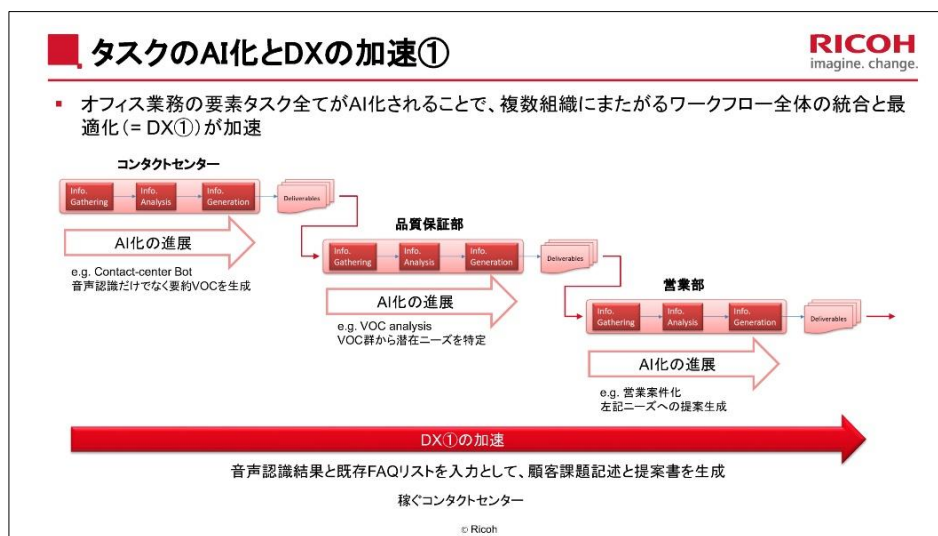 タスクのAI化とDXの加速①
RICOH
imagine. change.
オフィス業務の要素タスク全てがAI化されることで、複数組織にまたがるワークフロー全体の統合と最
適化(= DX①)が加速
コンタクトセンター
Info. Gathering
Info. Analysis
Info. Generation
Deliverables
AI化の進展
e.g. Contact-center Bot
音声認識だけでなく要約VOCを生成
品質保証部
Info. Gathering
Info. Analysis
Info. Generation
Deliverables
AI化の進展
e.g. VOC analysis
VOC群から潜在ニーズを特定
営業部
Info. Gathering
Info. Analysis
Info. Generation
Deliverables
AI化の進展
e.g. 営業案件化
左記ニーズへの提案生成
DX①の加速
音声認識結果と既存FAQリストを入力として、顧客課題記述と提案書を生成
稼ぐコンタクトセンター
© Ricoh